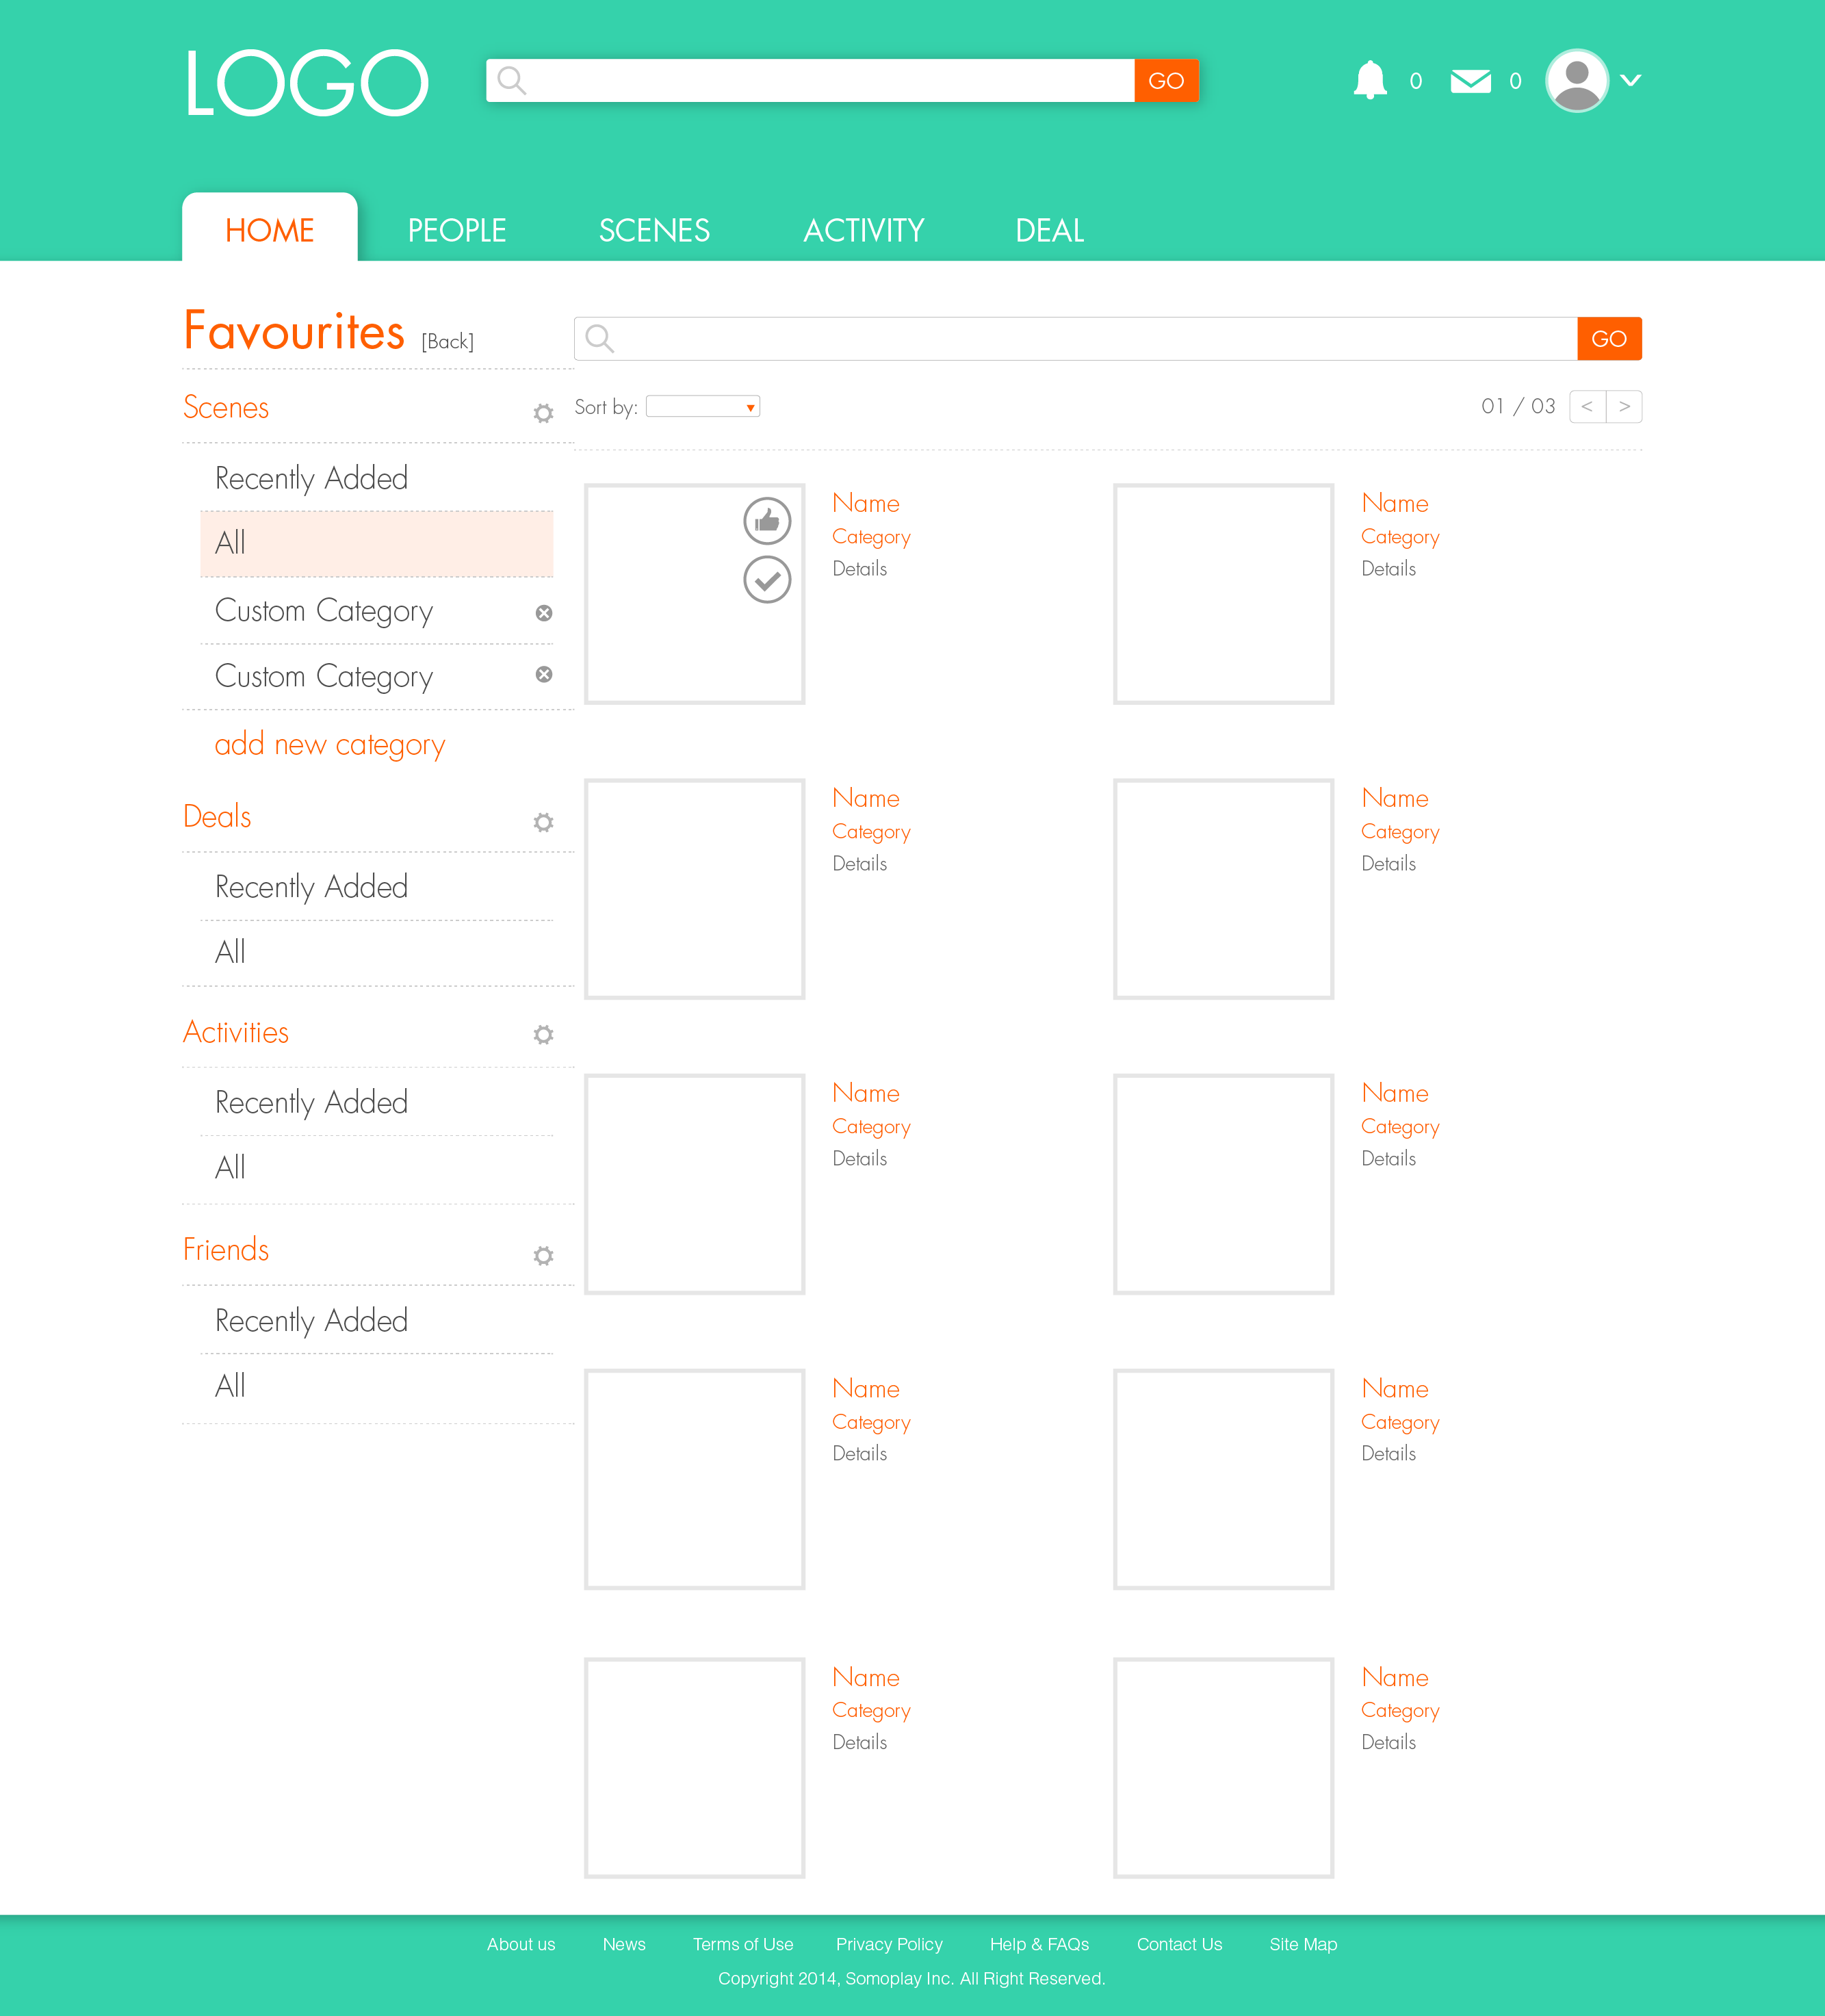 LOGO
GO
0
0
HOME PEOPLE SCENES ACTIVITY DEAL
Favourites [Back]
GO
Scenes
Recently Added
All
Custom Category
Custom Category
add new category
Deals
Recently Added
All
Activities
Recently Added
All
Friends
Recently Added
All
Sort by:
01 / 03 < >
Name
Category
Details
Name
Category
Details
Name
Category
Details
Name
Category
Details
Name
Category
Details
Name
Category
Details
Name
Category
Details
Name
Category
Details
Name
Category
Details
Name
Category
Details
About us News Terms of Use Privacy Policy Help & FAQs Contact Us Site Map
Copyright 2014, Somoplay Inc. All Right Reserved.